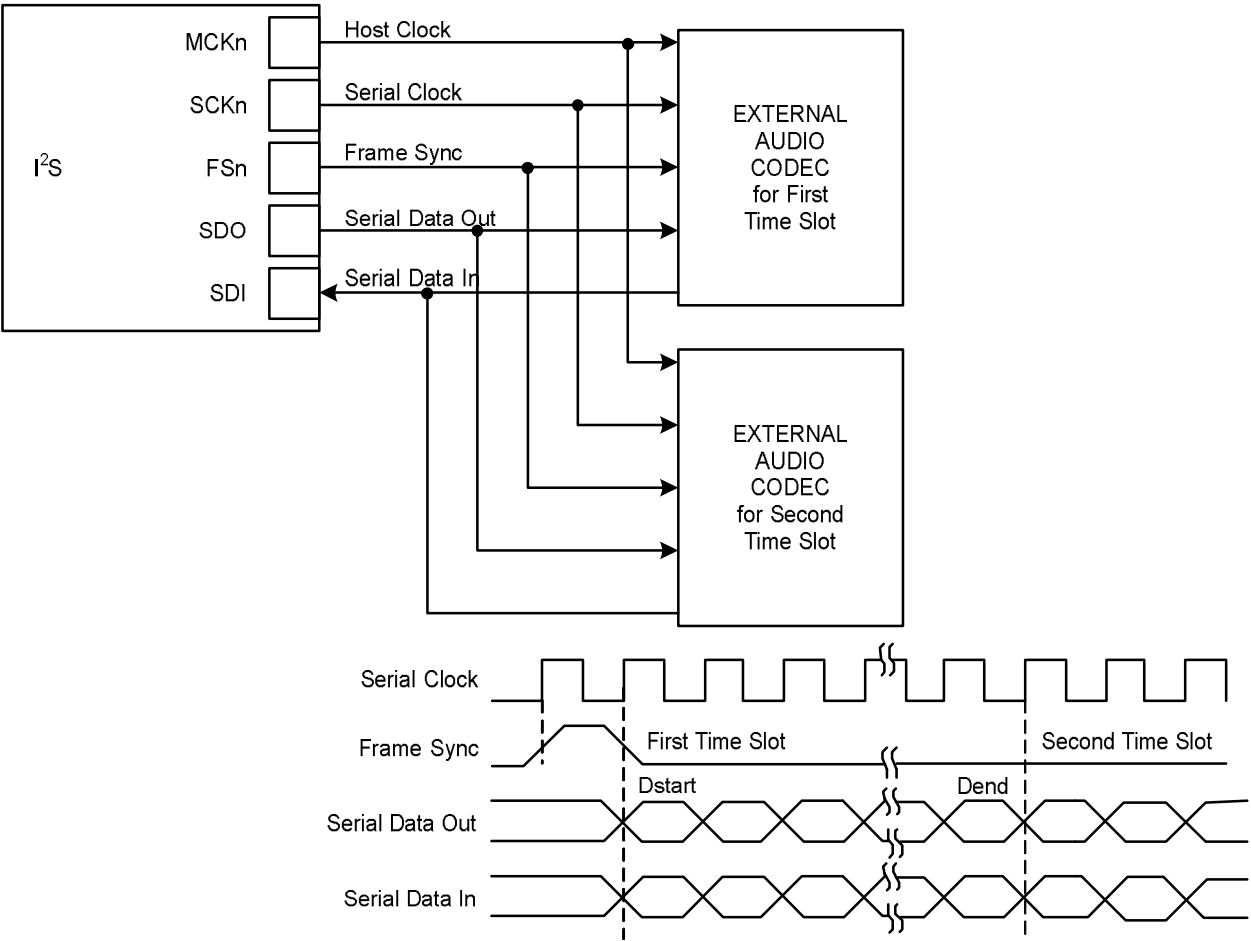 MCKn
Host Clock
SCKn
Serial Clock
I²S
FSn
Frame Sync
SDO
Serial Data Out
SDI
Serial Data In
EXTERNAL
AUDIO
CODEC
for First
Time Slot
EXTERNAL
AUDIO
CODEC
for Second
Time Slot
Serial Clock
Frame Sync
First Time Slot
Second Time Slot
Dstart
Dend
Serial Data Out
Serial Data In